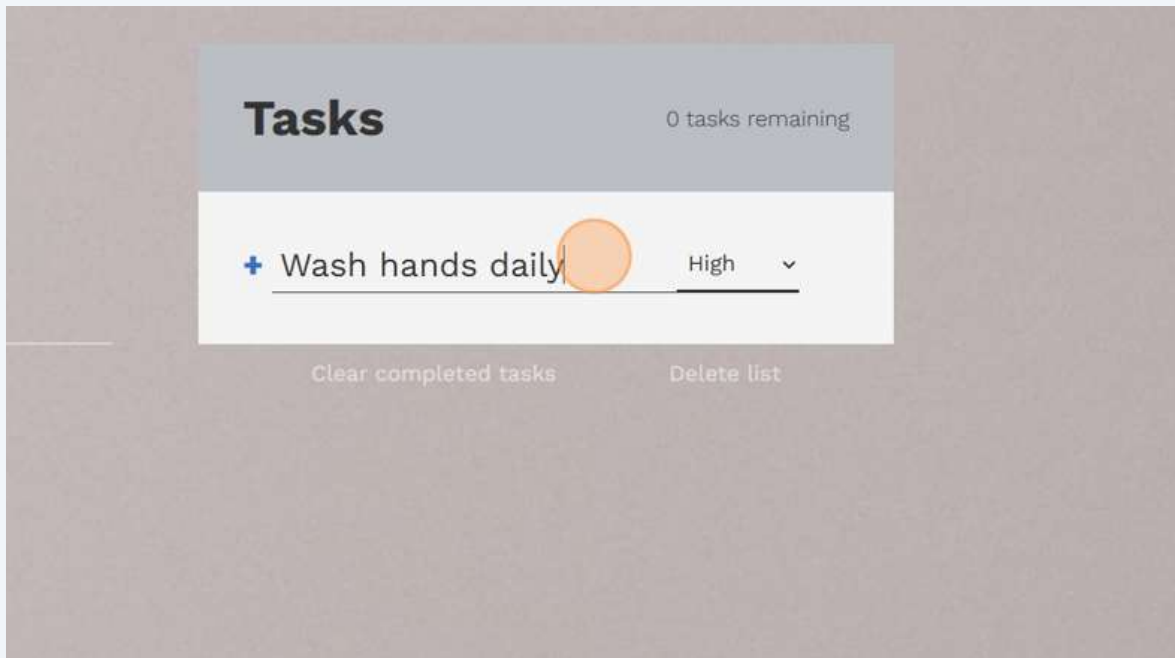 Tasks
0 tasks remaining
+ Wash hands daily High
Clear completed tasks Delete list